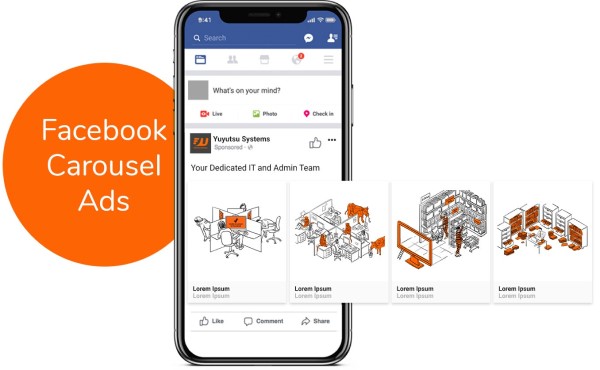 Facebook
Carousel
Ads
9:41
Search
What's on your mind?
Live
Photo
Check in
Yuyutsu Systems
Sponsored
Your Dedicated IT and Admin Team
Lorem Ipsum
Lorem Ipsum
Lorem Ipsum
Lorem Ipsum
Lorem Ipsum
Lorem Ipsum
Lorem Ipsum
Lorem Ipsum
Like
Comment
Share